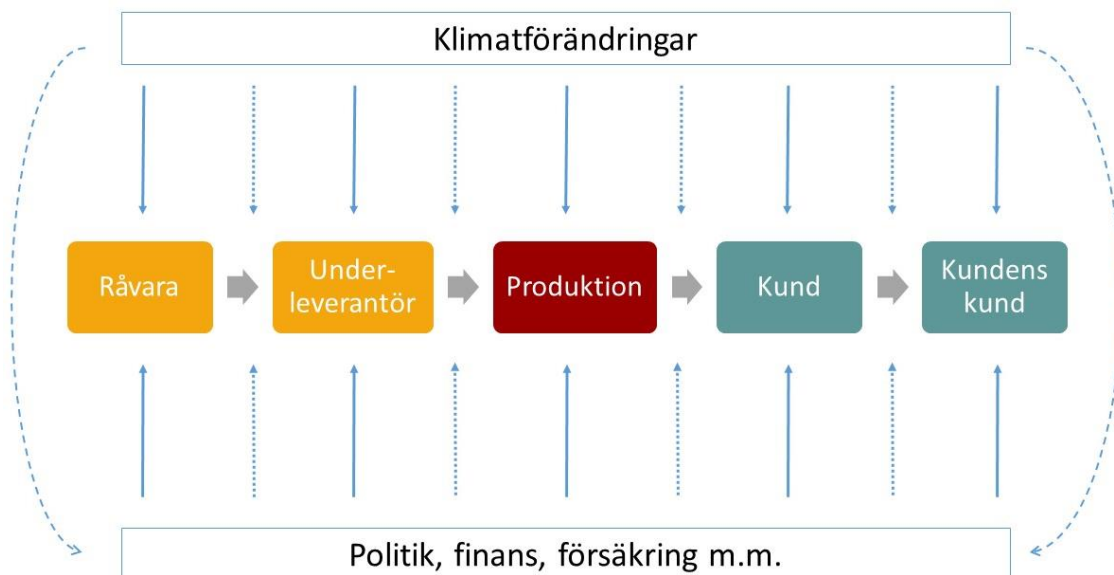 Klimatförändringar
Råvara
Under-
leverantör
Produktion
Kund
Kundens
kund
Politik, finans, försäkring m.m.